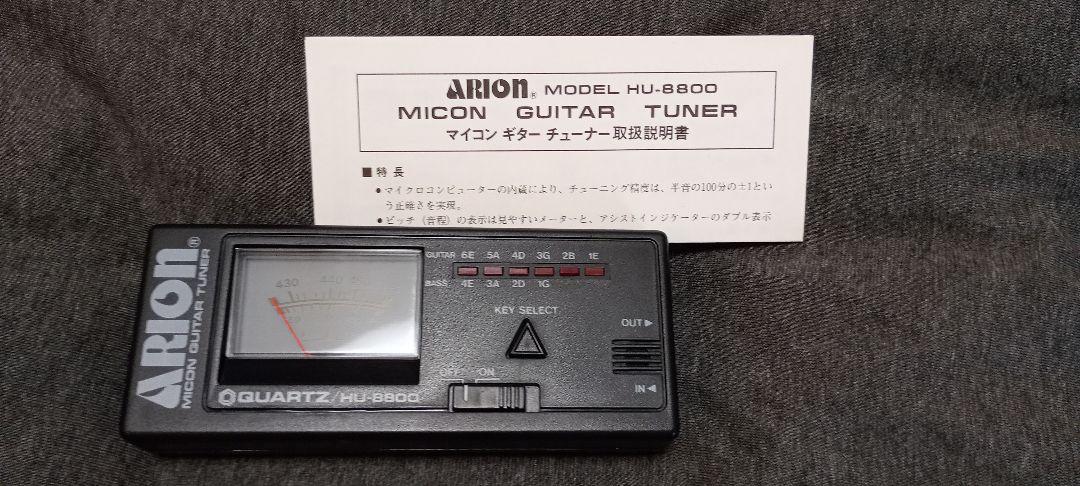 ARION® MODEL HU-8800
MICON GUITAR TUNER
マイコン ギター チューナー取扱説明書
■ 特 長
● マイクロコンピューターの内蔵により、チューニング精度は、半音の100分の±1とい
う正確さを実現。
● ピッチ（音程）の表示は見やすいメーターと、アシストインジケーターのダブル表示
ARION®
MICON GUITAR TUNER
430 440 450
GUITAR 6E 5A 4D 3G 2B 1E
BASS 4E 3A 2D 1G
KEY SELECT
OUT▶
IN◀
OFF ON
QUARTZ/HU-8800